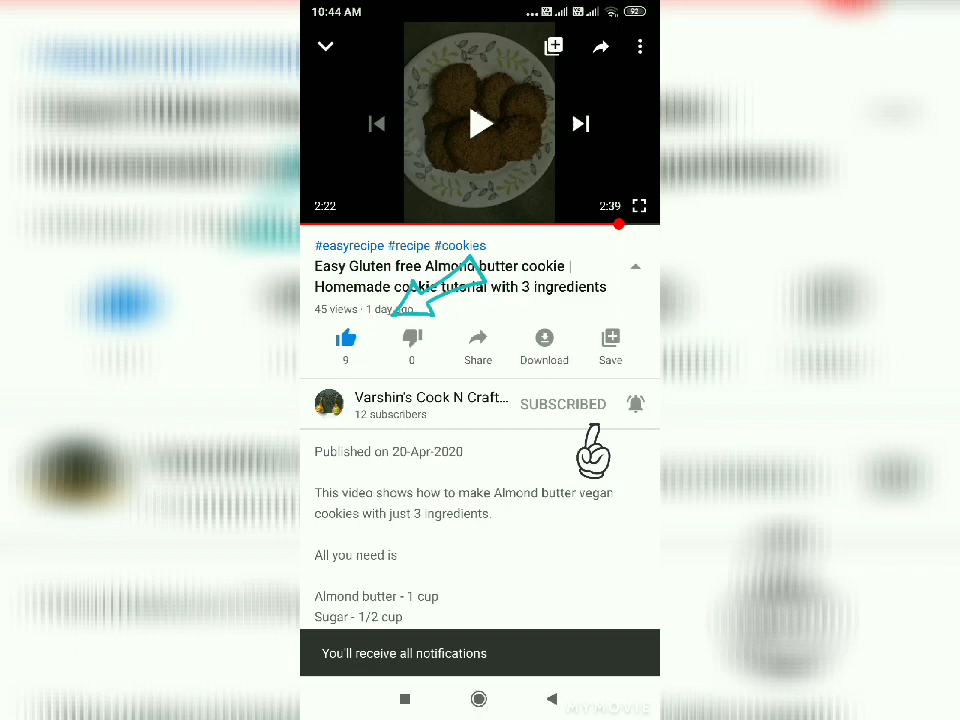 10:44 AM
92
2:22
2:39
#easyrecipe #recipe #cookies
Easy Gluten free Almond butter cookie |
Homemade cookie tutorial with 3 ingredients
45 views · 1 day ago
9
0
Share
Download
Save
Varshin's Cook N Craft...
SUBSCRIBED
12 subscribers
Published on 20-Apr-2020
This video shows how to make Almond butter vegan
cookies with just 3 ingredients.
All you need is
Almond butter - 1 cup
Sugar - 1/2 cup
You'll receive all notifications
MYMOVIE